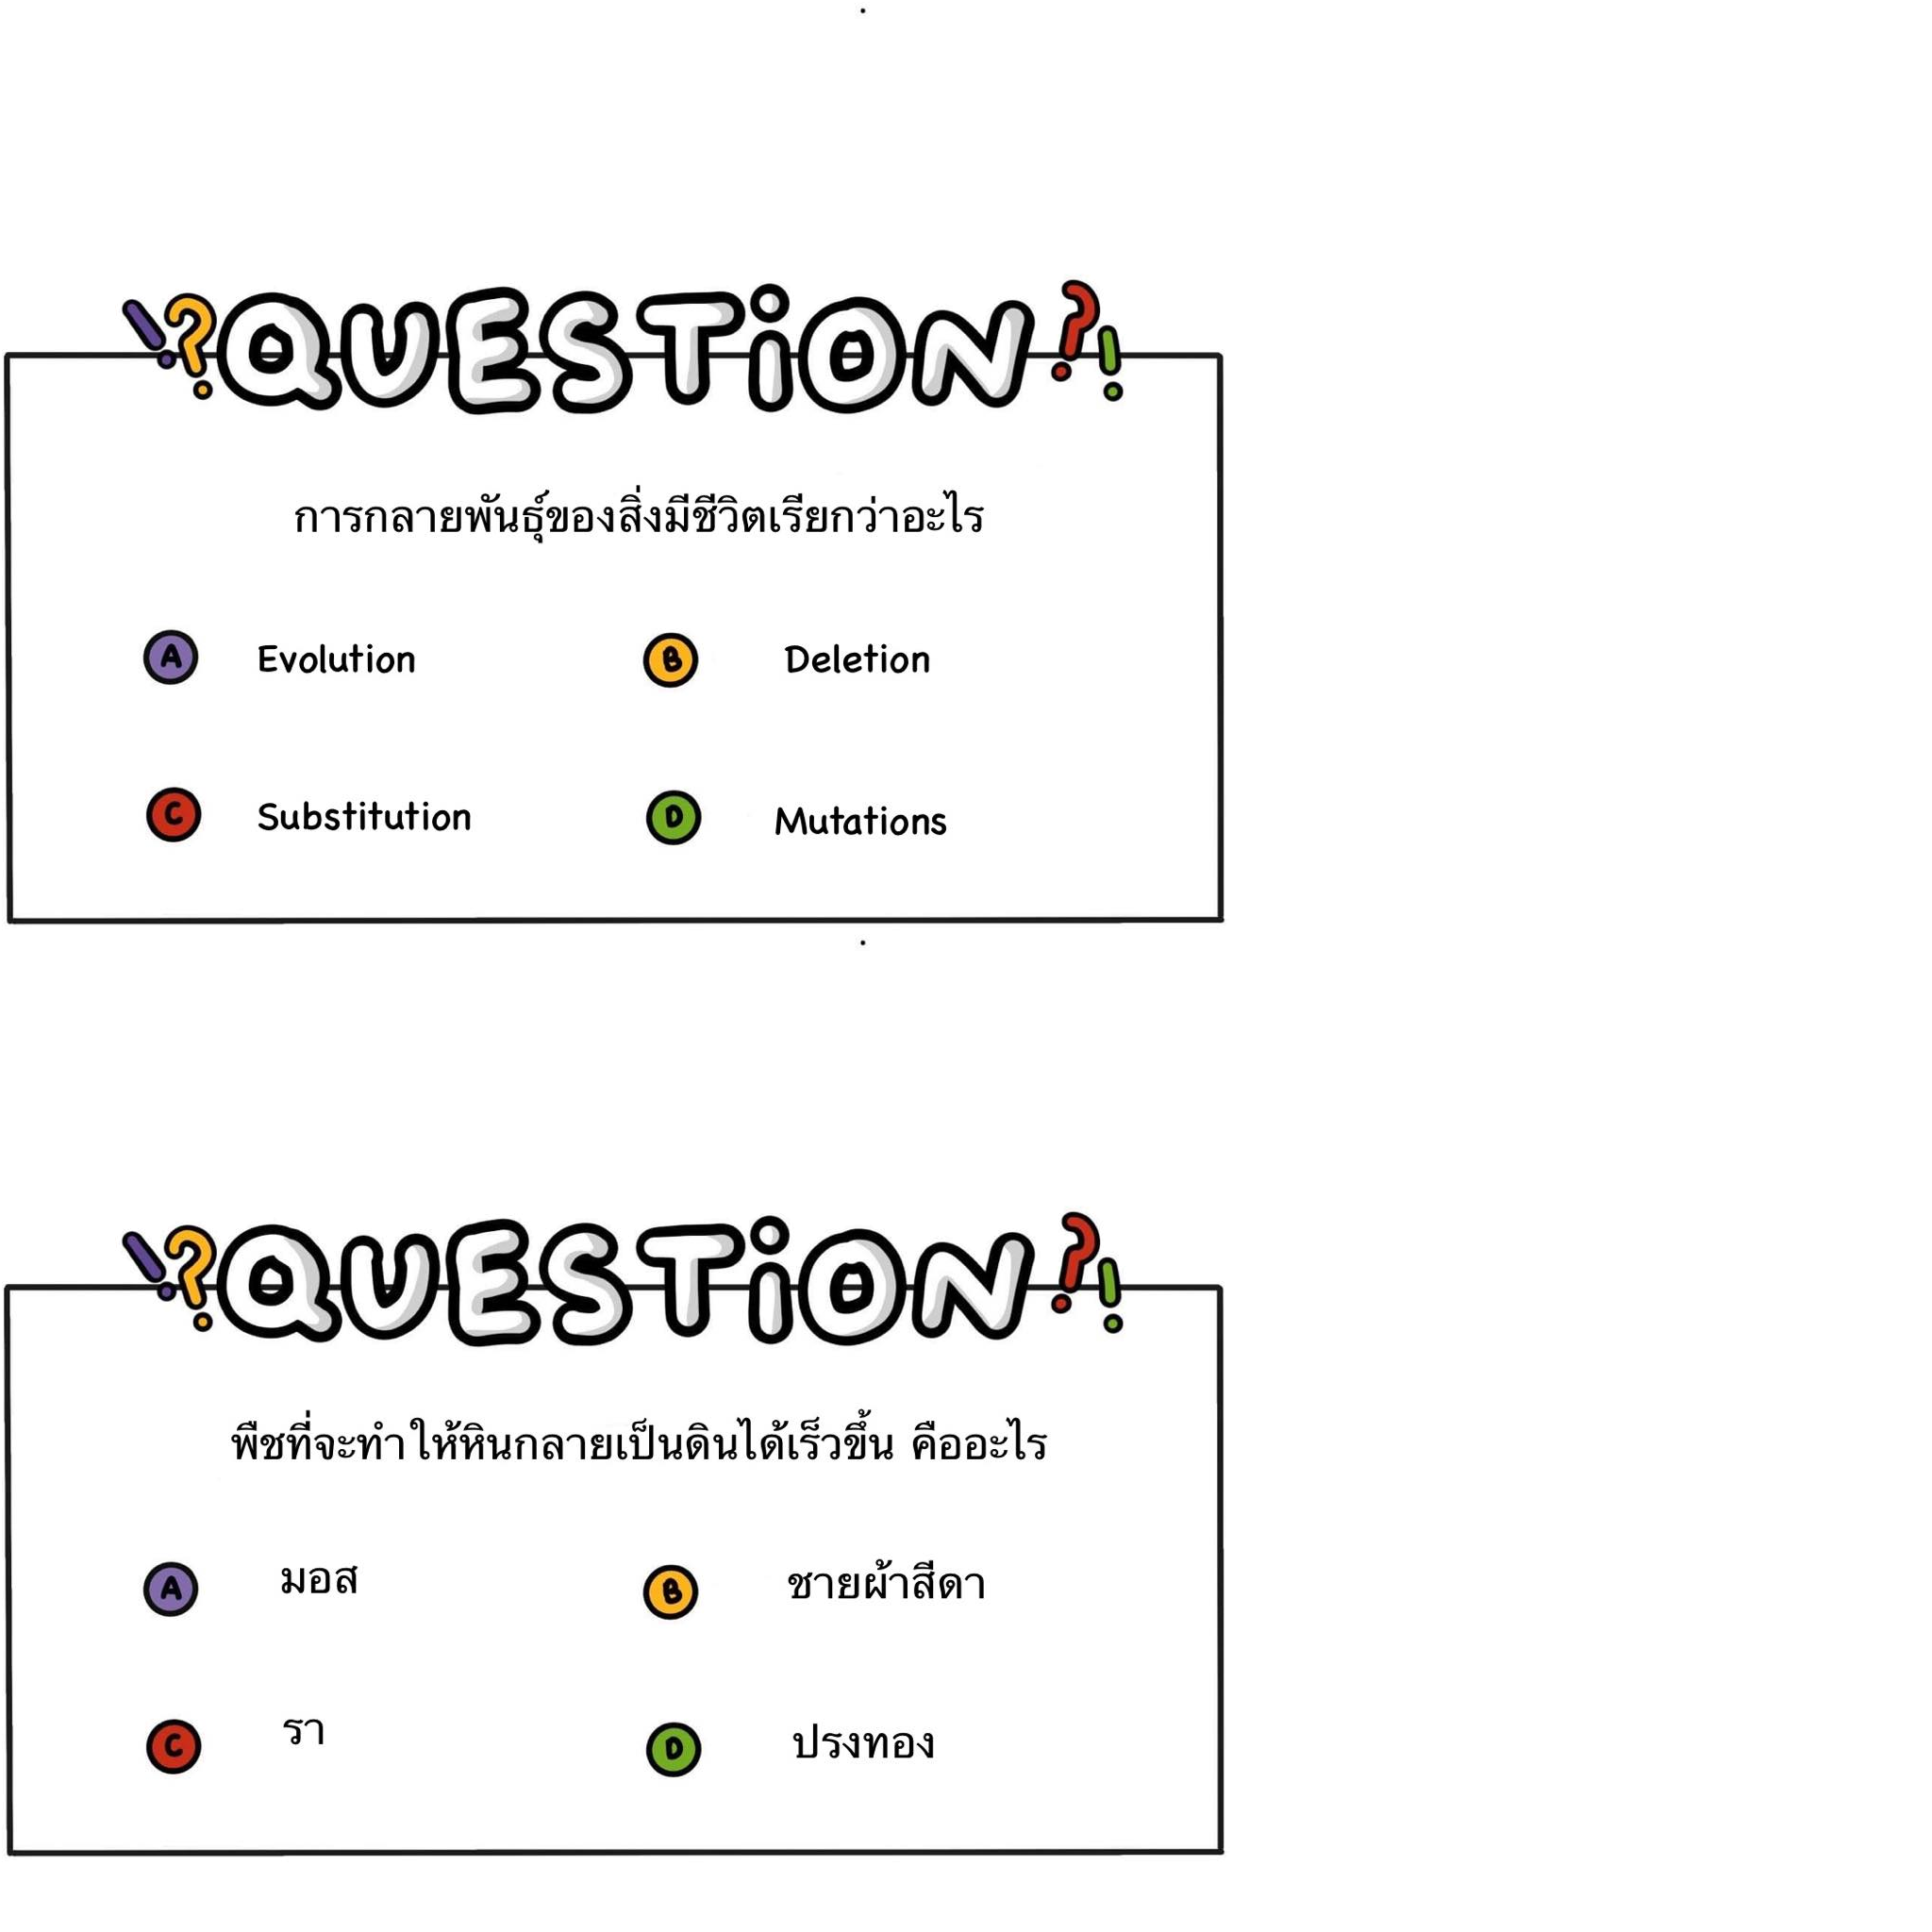 QUESTiON
การกลายพันธุ์ของสิ่งมีชีวิตเรียกว่าอะไร
A Evolution
B Deletion
C Substitution
D Mutations
QUESTiON
พืชที่จะทำให้หินกลายเป็นดินได้เร็วขึ้น คืออะไร
A มอส
B ชายผ้าสีดา
C รา
D ปรงทอง